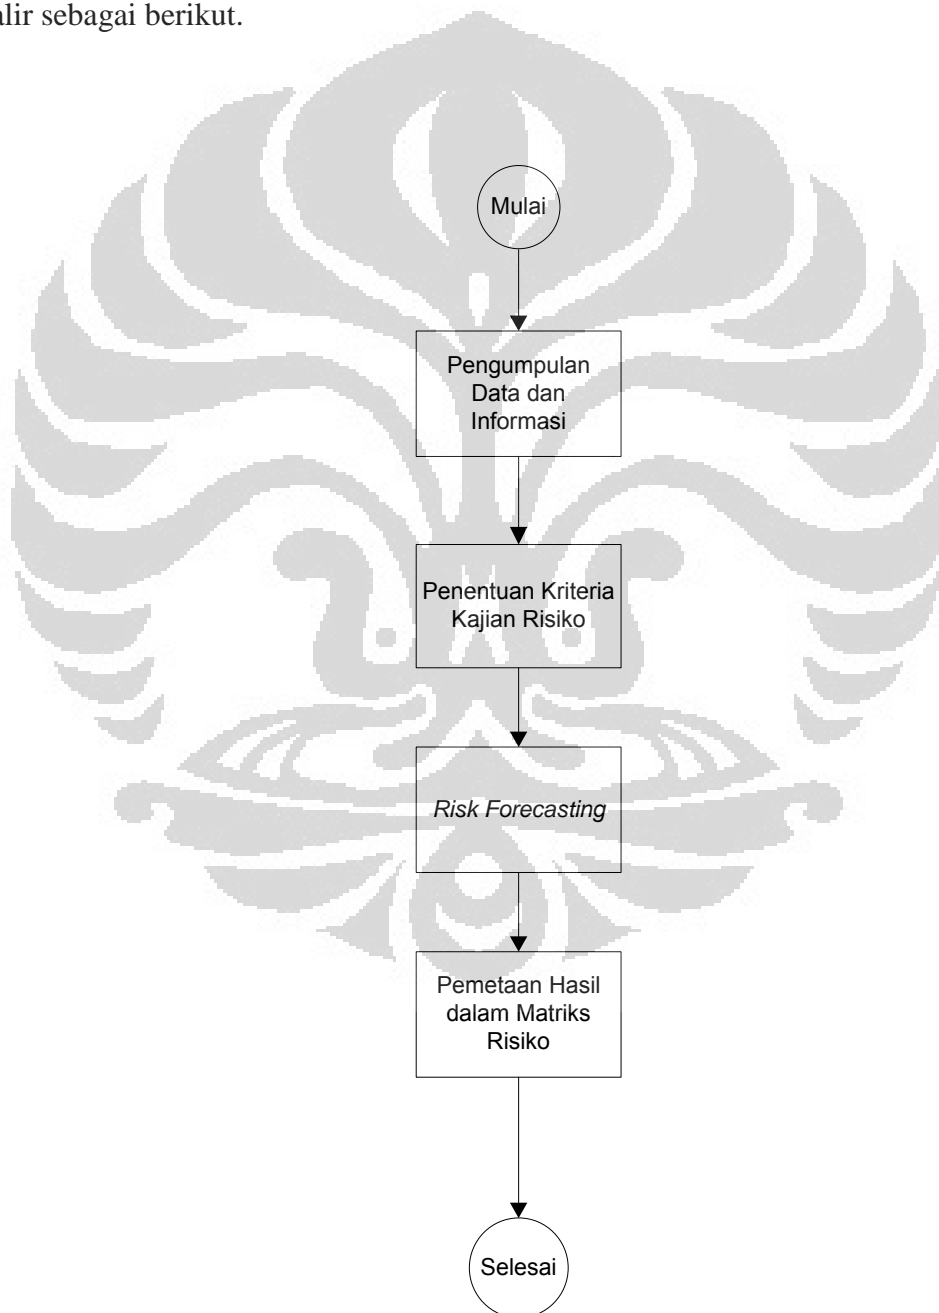 alir sebagai berikut.
Mulai
Pengumpulan
Data dan
Informasi
Penentuan Kriteria
Kajian Risiko
Risk Forecasting
Pemetaan Hasil
dalam Matriks
Risiko
Selesai